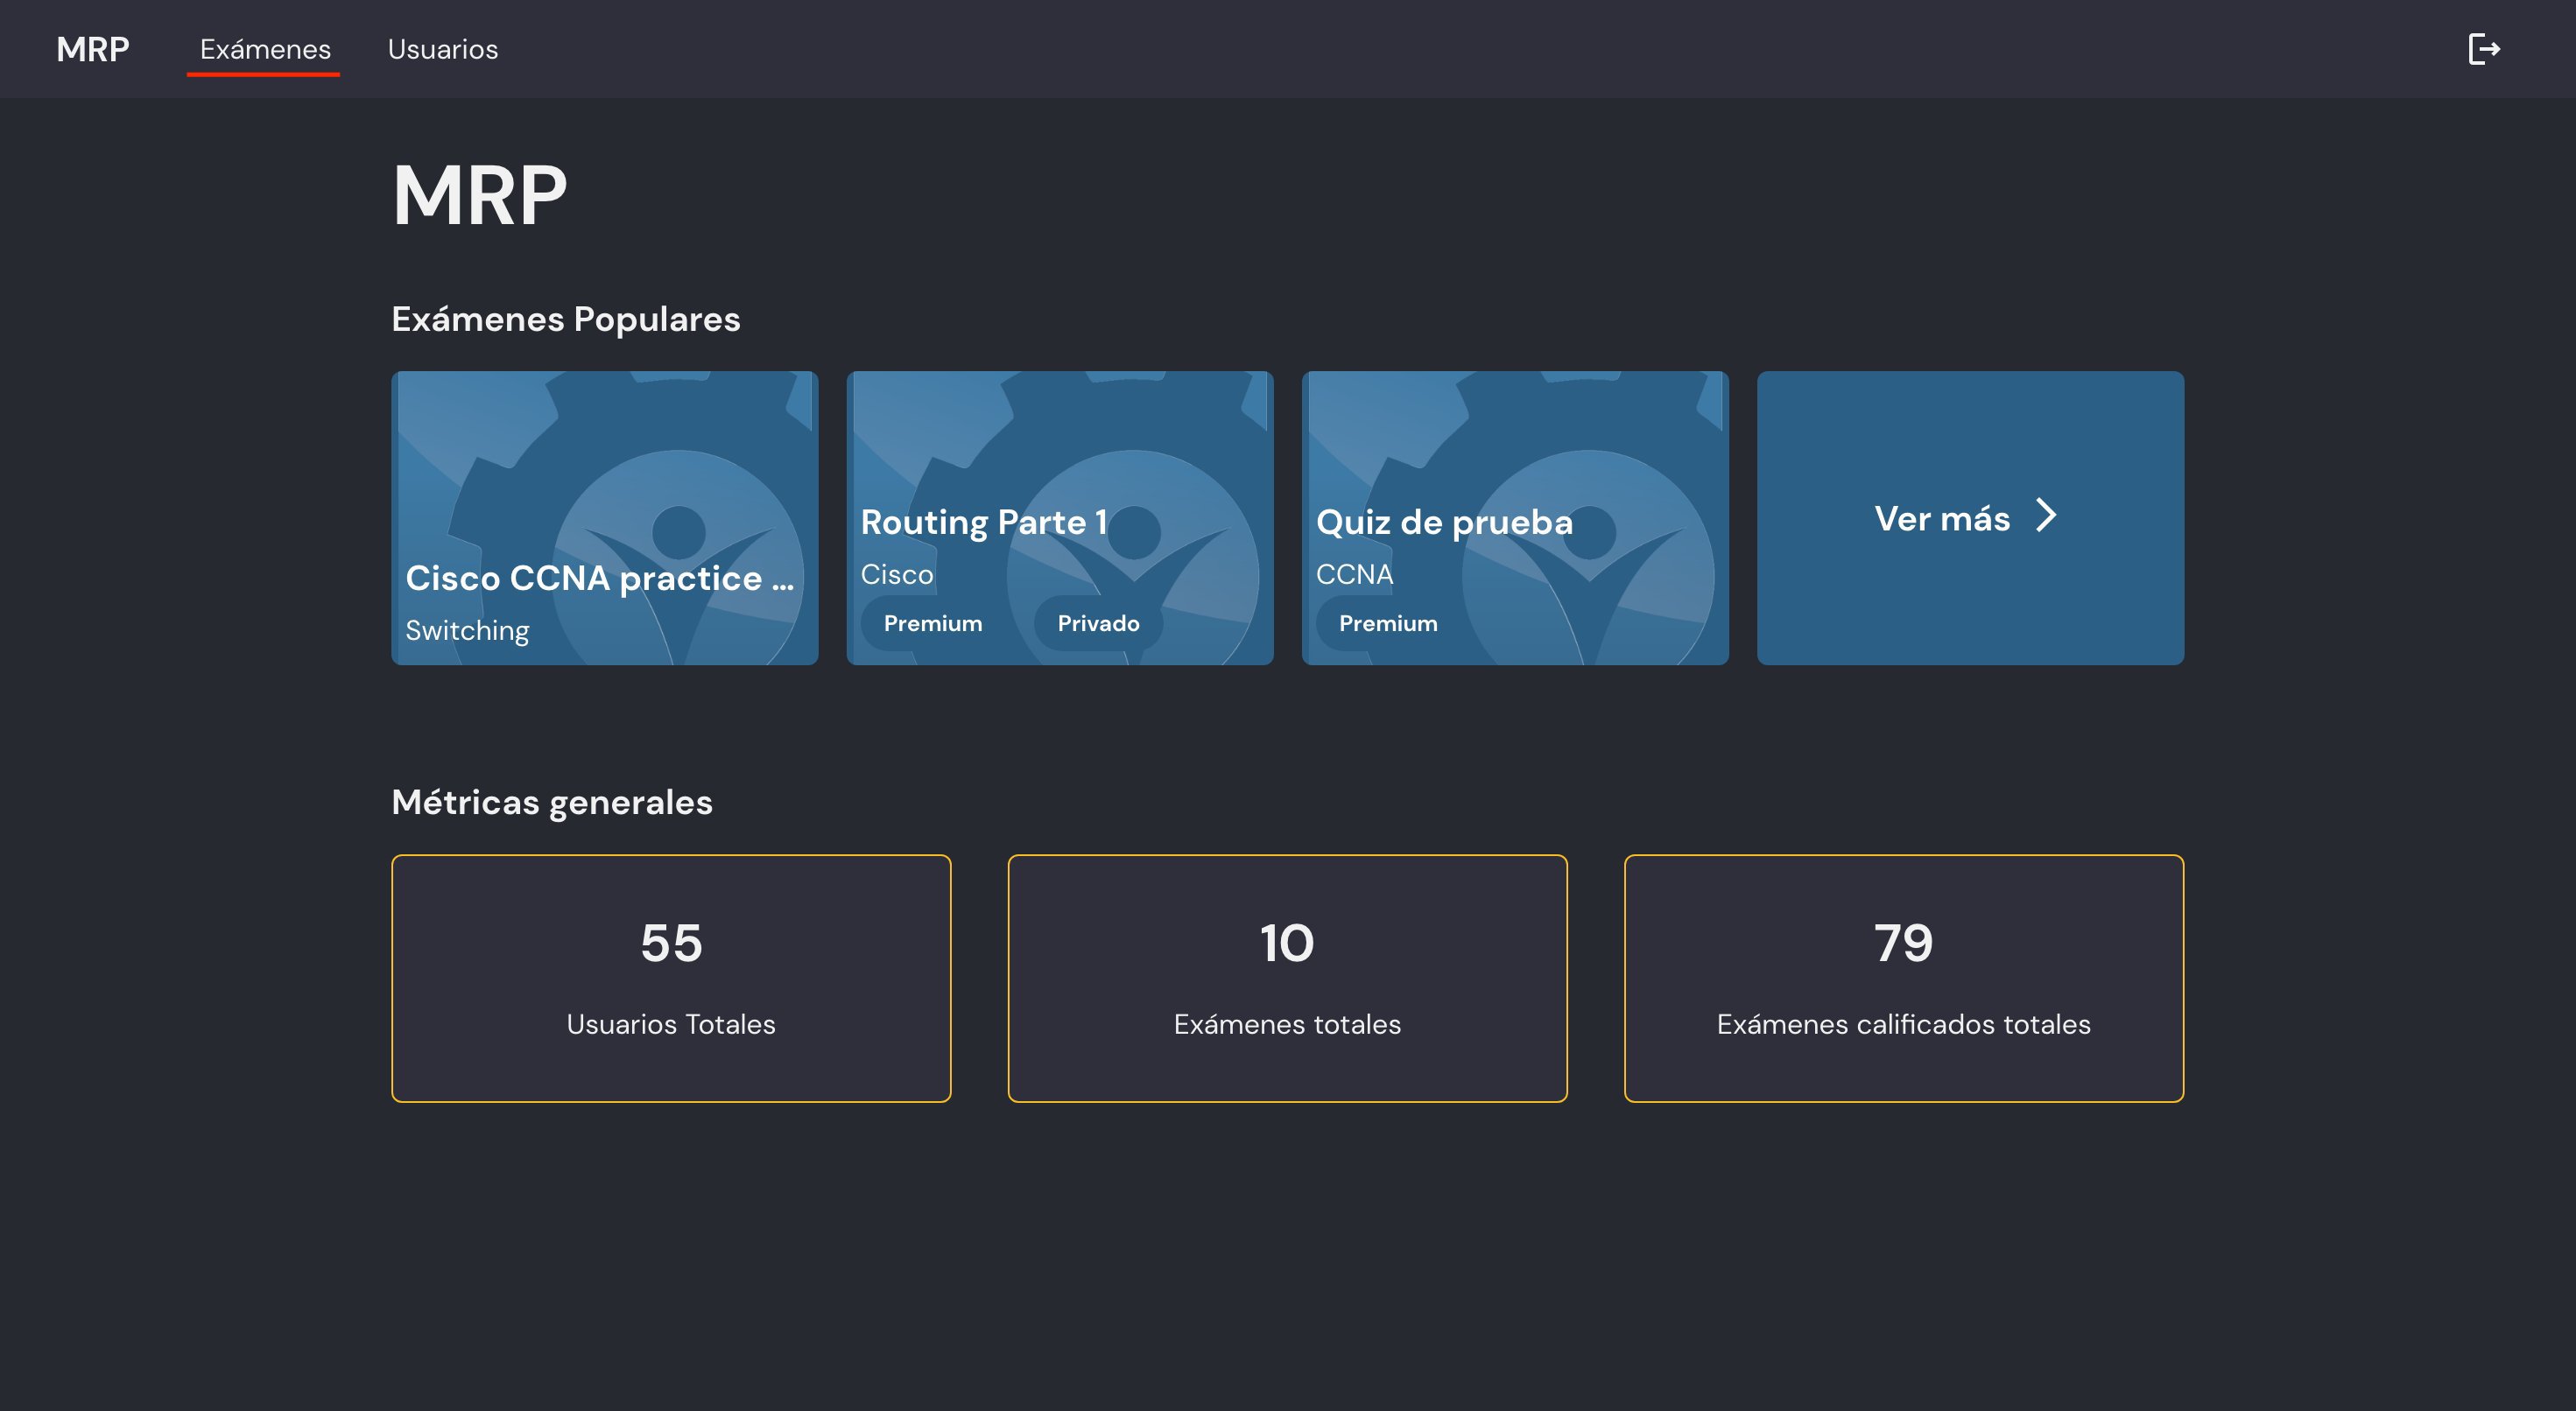 MRP Exámenes Usuarios
MRP
Exámenes Populares
Cisco CCNA practice ...
Switching
Routing Parte 1
Cisco
Premium Privado
Quiz de prueba
CCNA
Premium
Ver más
Métricas generales
55
Usuarios Totales
10
Exámenes totales
79
Exámenes calificados totales